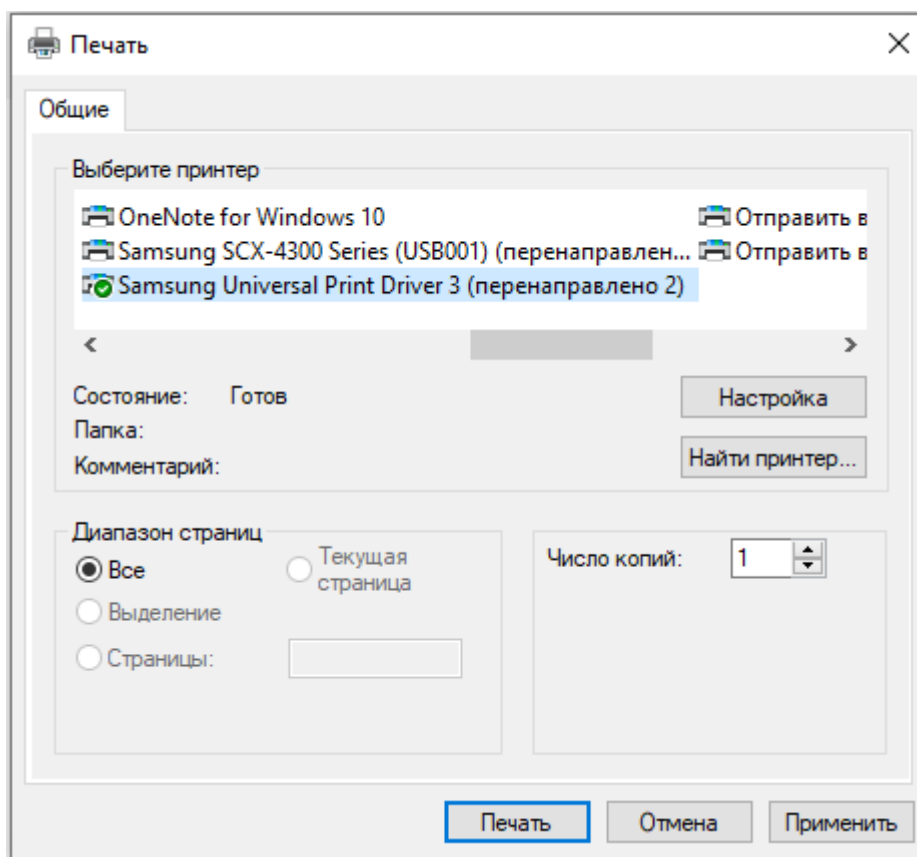 Печать
Общие
Выберите принтер
OneNote for Windows 10
Отправить в
Samsung SCX-4300 Series (USB001) (перенаправлен...
Отправить в
Samsung Universal Print Driver 3 (перенаправлено 2)
Состояние: Готов
Настройка
Папка:
Комментарий:
Найти принтер...
Диапазон страниц
Все
Текущая
страница
Выделение
Страницы:
Число копий: 1
Печать
Отмена
Применить